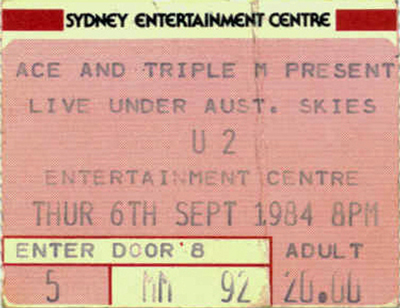 SYDNEY ENTERTAINMENT CENTRE
ACE AND TRIPLE M PRESENT
LIVE UNDER AUST. SKIES
U2
ENTERTAINMENT CENTRE
THUR 6TH SEPT 1984 8PM
ENTER DOOR 8 ADULT
5 MM 92 20.00